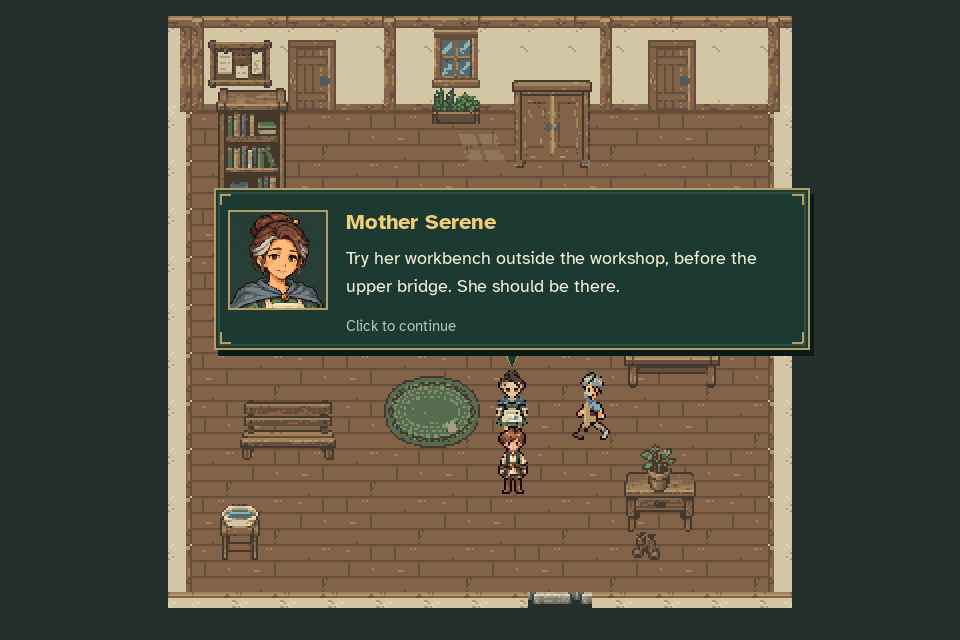 Mother Serene
Try her workbench outside the workshop, before the
upper bridge. She should be there.
Click to continue